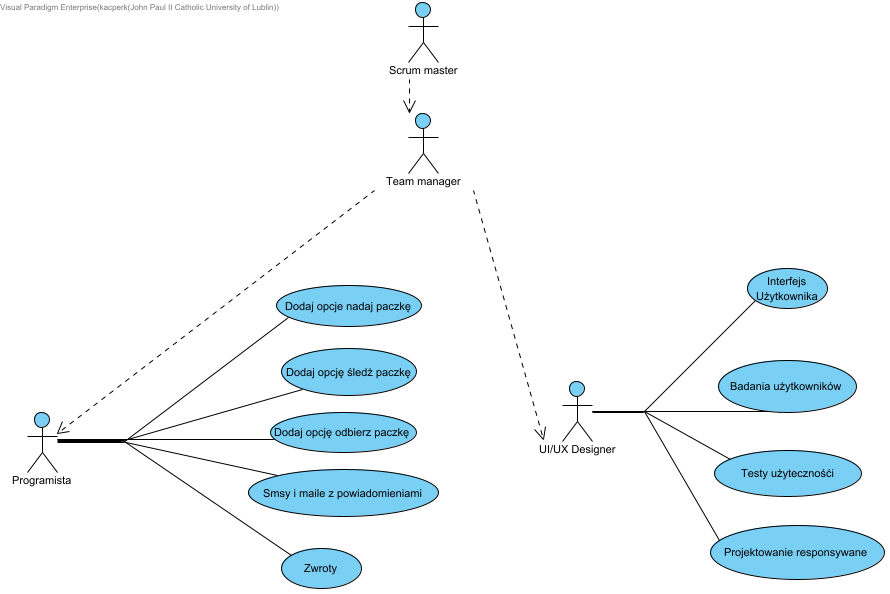 Visual Paradigm Enterprise(kacperk(John Paul II Catholic University of Lublin))
Scrum master
Team manager
Dodaj opcje nadaj paczkę
Dodaj opcję śledź paczkę
Dodaj opcję odbierz paczkę
Smsy i maile z powiadomieniami
Zwroty
Programista
Interfejs
Użytkownika
Badania użytkowników
Testy użytecznośći
Projektowanie responsywane
UI/UX Designer